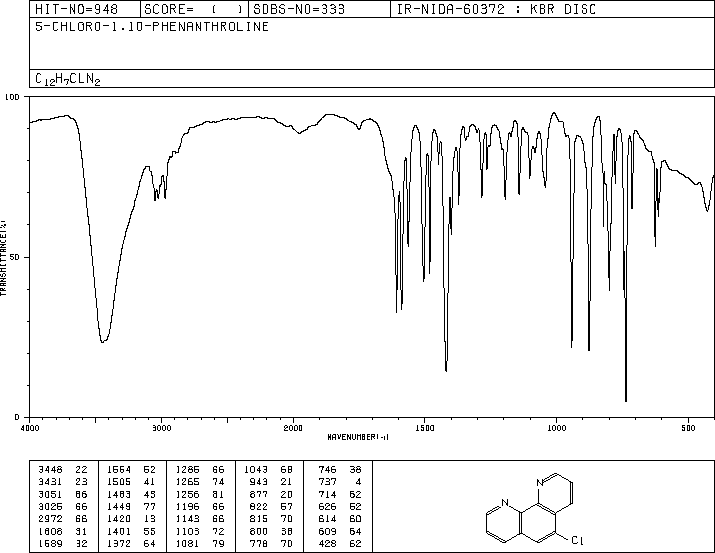 HIT-NO=948 SCORE= ( ) SDBS-NO=333 IR-NIDA-60372 : KBR DISC
5-CHLORO-1.10-PHENANTHROLINE
C12H7CLN2
100
50
0
TRANSMITTANCE(%)
4000 3000 2000 1500 1000 500
WAVENUMBER(-1)
3448 22 1564 52 1286 66 1043 68 746 38
3431 23 1505 41 1265 74 943 21 737 4
3051 66 1483 43 1256 81 877 20 714 62
3025 66 1449 77 1196 66 822 57 626 52
2972 66 1420 13 1143 66 815 70 614 60
1606 31 1401 55 1103 72 800 38 609 64
1589 32 1372 64 1081 79 778 70 428 62
N
N
Cl